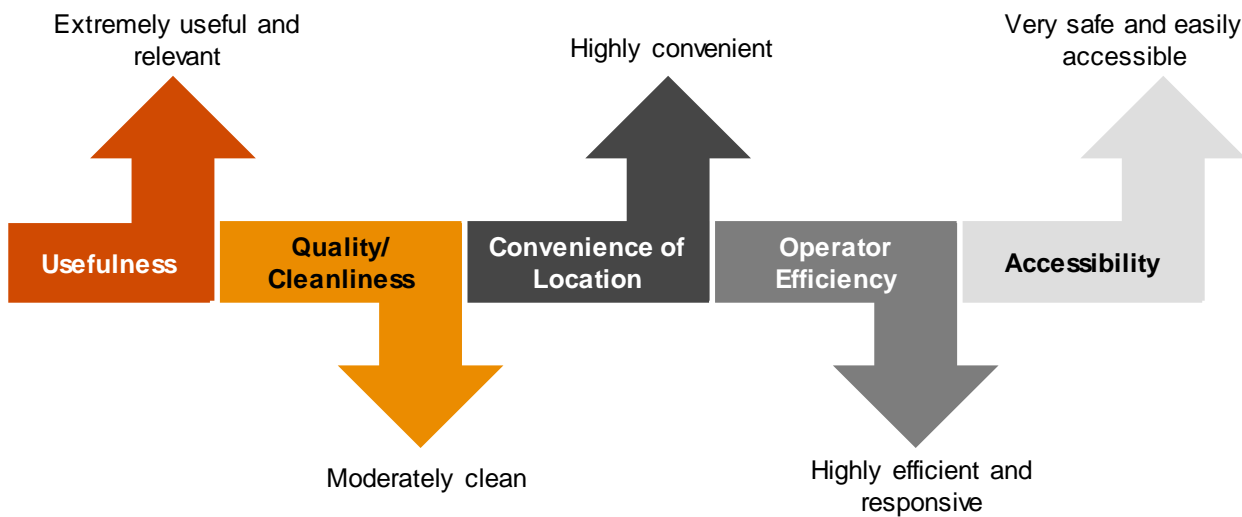 Extremely useful and
relevant
Highly convenient
Very safe and easily
accessible
Usefulness
Quality/
Cleanliness
Convenience of
Location
Operator
Efficiency
Accessibility
Moderately clean
Highly efficient and
responsive